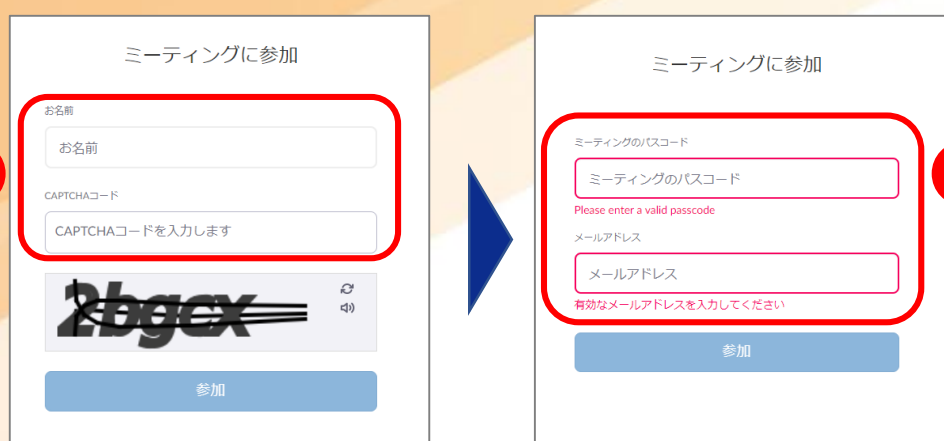 ミーティングに参加
お名前
お名前
CAPTCHAコード
CAPTCHAコードを入力します
2bgcx
参加
ミーティングに参加
ミーティングのパスコード
ミーティングのパスコード
Please enter a valid passcode
メールアドレス
メールアドレス
有効なメールアドレスを入力してください
参加